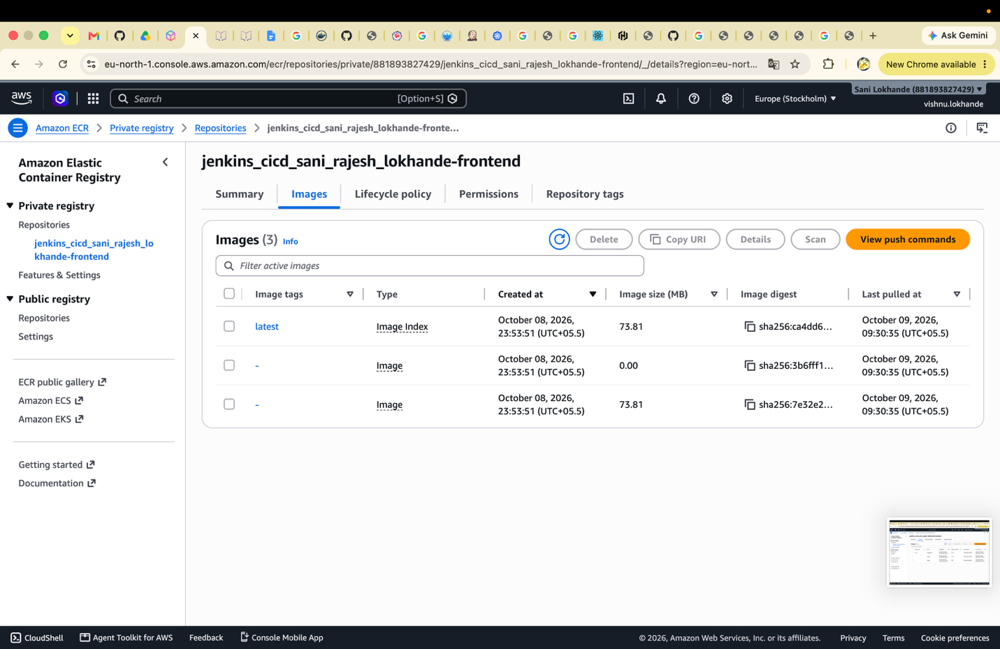 Ask Gemini
eu-north-1.console.aws.amazon.com/ecr/repositories/private/881893827429/jenkins_cicd_sani_rajesh_lokhande-frontend/_/details?region=eu-nort...
New Chrome available
aws
Search
[Option+S]
Europe (Stockholm)
Sani Lokhande (881893827429)
vishnu.lokhande
Amazon ECR
Private registry
Repositories
jenkins_cicd_sani_rajesh_lokhande-fronte...
Amazon Elastic
Container Registry
Private registry
Repositories
jenkins_cicd_sani_rajesh_lo
khande-frontend
Features & Settings
Public registry
Repositories
Settings
ECR public gallery
Amazon ECS
Amazon EKS
Getting started
Documentation
jenkins_cicd_sani_rajesh_lokhande-frontend
Summary
Images
Lifecycle policy
Permissions
Repository tags
Images (3) Info
Delete
Copy URI
Details
Scan
View push commands
Filter active images
Image tags
Type
Created at
Image size (MB)
Image digest
Last pulled at
latest
Image Index
October 08, 2026,
23:53:51 (UTC+05.5)
73.81
sha256:ca4dd6...
October 09, 2026,
09:30:35 (UTC+05.5)
-
Image
October 08, 2026,
23:53:51 (UTC+05.5)
0.00
sha256:3b6fff1...
October 09, 2026,
09:30:35 (UTC+05.5)
-
Image
October 08, 2026,
23:53:51 (UTC+05.5)
73.81
sha256:7e32e2...
October 09, 2026,
09:30:35 (UTC+05.5)
CloudShell
Agent Toolkit for AWS
Feedback
Console Mobile App
© 2026, Amazon Web Services, Inc. or its affiliates.
Privacy
Terms
Cookie preferences